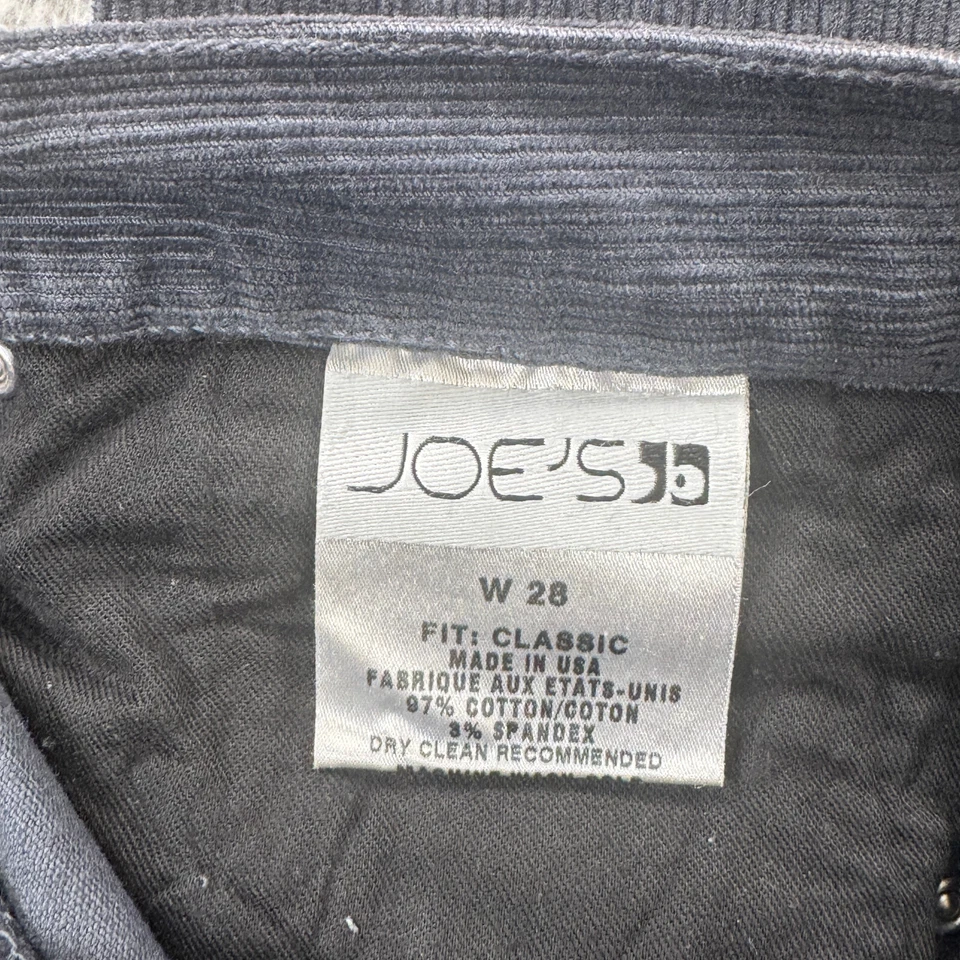 JOE'S
W 28
FIT: CLASSIC
MADE IN USA
FABRIQUE AUX ETATS-UNIS
97% COTTON/COTON
3% SPANDEX
DRY CLEAN RECOMMENDED